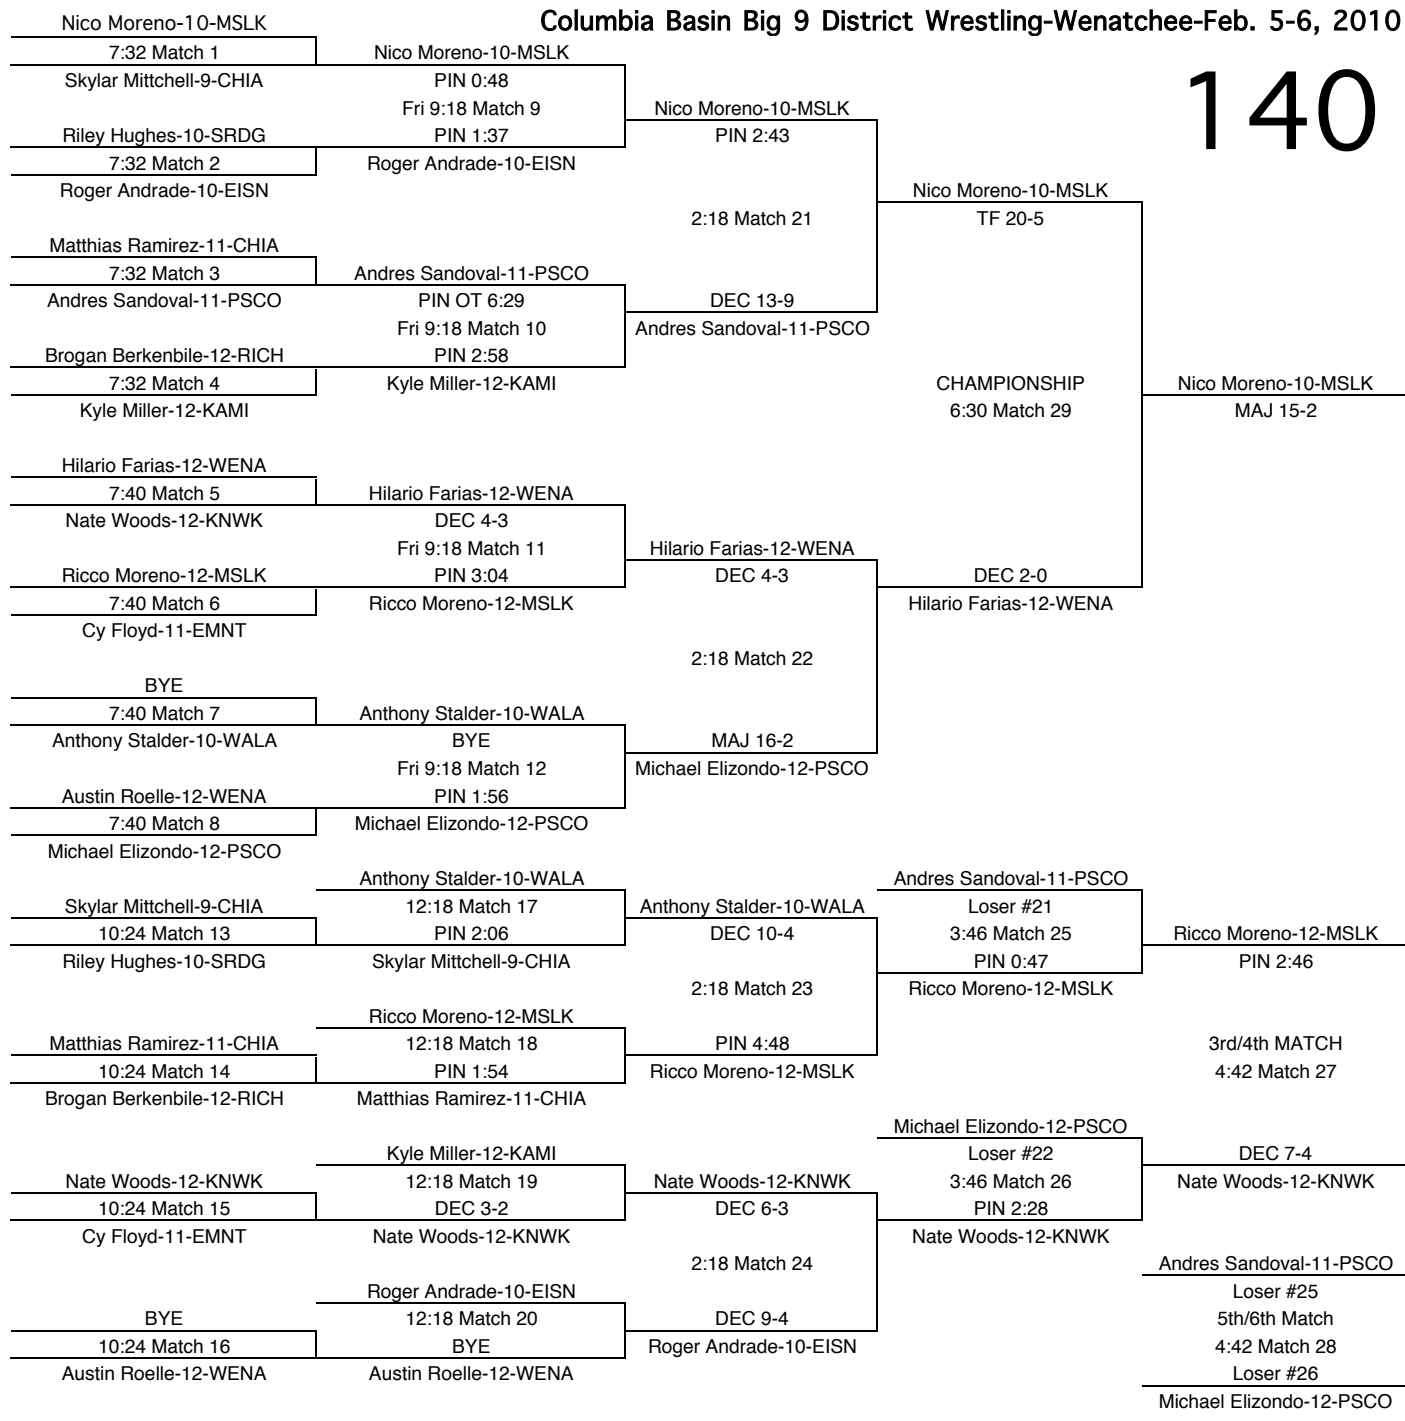 Columbia Basin Big 9 District Wrestling-Wenatchee-Feb. 5-6, 2010
140
Nico Moreno-10-MSLK
7:32 Match 1
Skylar Mittchell-9-CHIA
Riley Hughes-10-SRDG
7:32 Match 2
Roger Andrade-10-EISN
Matthias Ramirez-11-CHIA
7:32 Match 3
Andres Sandoval-11-PSCO
Brogan Berkenbile-12-RICH
7:32 Match 4
Kyle Miller-12-KAMI
Hilario Farias-12-WENA
7:40 Match 5
Nate Woods-12-KNWK
Ricco Moreno-12-MSLK
7:40 Match 6
Cy Floyd-11-EMNT
BYE
7:40 Match 7
Anthony Stalder-10-WALA
Austin Roelle-12-WENA
7:40 Match 8
Michael Elizondo-12-PSCO
Nico Moreno-10-MSLK
PIN 0:48
Fri 9:18 Match 9
PIN 1:37
Roger Andrade-10-EISN
Andres Sandoval-11-PSCO
PIN OT 6:29
Fri 9:18 Match 10
PIN 2:58
Kyle Miller-12-KAMI
Hilario Farias-12-WENA
DEC 4-3
Fri 9:18 Match 11
PIN 3:04
Ricco Moreno-12-MSLK
Anthony Stalder-10-WALA
BYE
Fri 9:18 Match 12
PIN 1:56
Michael Elizondo-12-PSCO
Nico Moreno-10-MSLK
PIN 2:43
2:18 Match 21
DEC 13-9
Andres Sandoval-11-PSCO
Hilario Farias-12-WENA
DEC 4-3
2:18 Match 22
MAJ 16-2
Michael Elizondo-12-PSCO
Nico Moreno-10-MSLK
TF 20-5
CHAMPIONSHIP
6:30 Match 29
DEC 2-0
Hilario Farias-12-WENA
Nico Moreno-10-MSLK
MAJ 15-2
Skylar Mittchell-9-CHIA
10:24 Match 13
Riley Hughes-10-SRDG
Matthias Ramirez-11-CHIA
10:24 Match 14
Brogan Berkenbile-12-RICH
Nate Woods-12-KNWK
10:24 Match 15
Cy Floyd-11-EMNT
BYE
10:24 Match 16
Austin Roelle-12-WENA
Anthony Stalder-10-WALA
12:18 Match 17
PIN 2:06
Skylar Mittchell-9-CHIA
Ricco Moreno-12-MSLK
12:18 Match 18
PIN 1:54
Matthias Ramirez-11-CHIA
Kyle Miller-12-KAMI
12:18 Match 19
DEC 3-2
Nate Woods-12-KNWK
Roger Andrade-10-EISN
12:18 Match 20
BYE
Austin Roelle-12-WENA
Anthony Stalder-10-WALA
DEC 10-4
2:18 Match 23
PIN 4:48
Ricco Moreno-12-MSLK
Nate Woods-12-KNWK
DEC 6-3
2:18 Match 24
DEC 9-4
Roger Andrade-10-EISN
Andres Sandoval-11-PSCO
Loser #21
3:46 Match 25
PIN 0:47
Ricco Moreno-12-MSLK
Michael Elizondo-12-PSCO
Loser #22
3:46 Match 26
PIN 2:28
Nate Woods-12-KNWK
Ricco Moreno-12-MSLK
PIN 2:46
3rd/4th MATCH
4:42 Match 27
DEC 7-4
Nate Woods-12-KNWK
Andres Sandoval-11-PSCO
Loser #25
5th/6th Match
4:42 Match 28
Loser #26
Michael Elizondo-12-PSCO